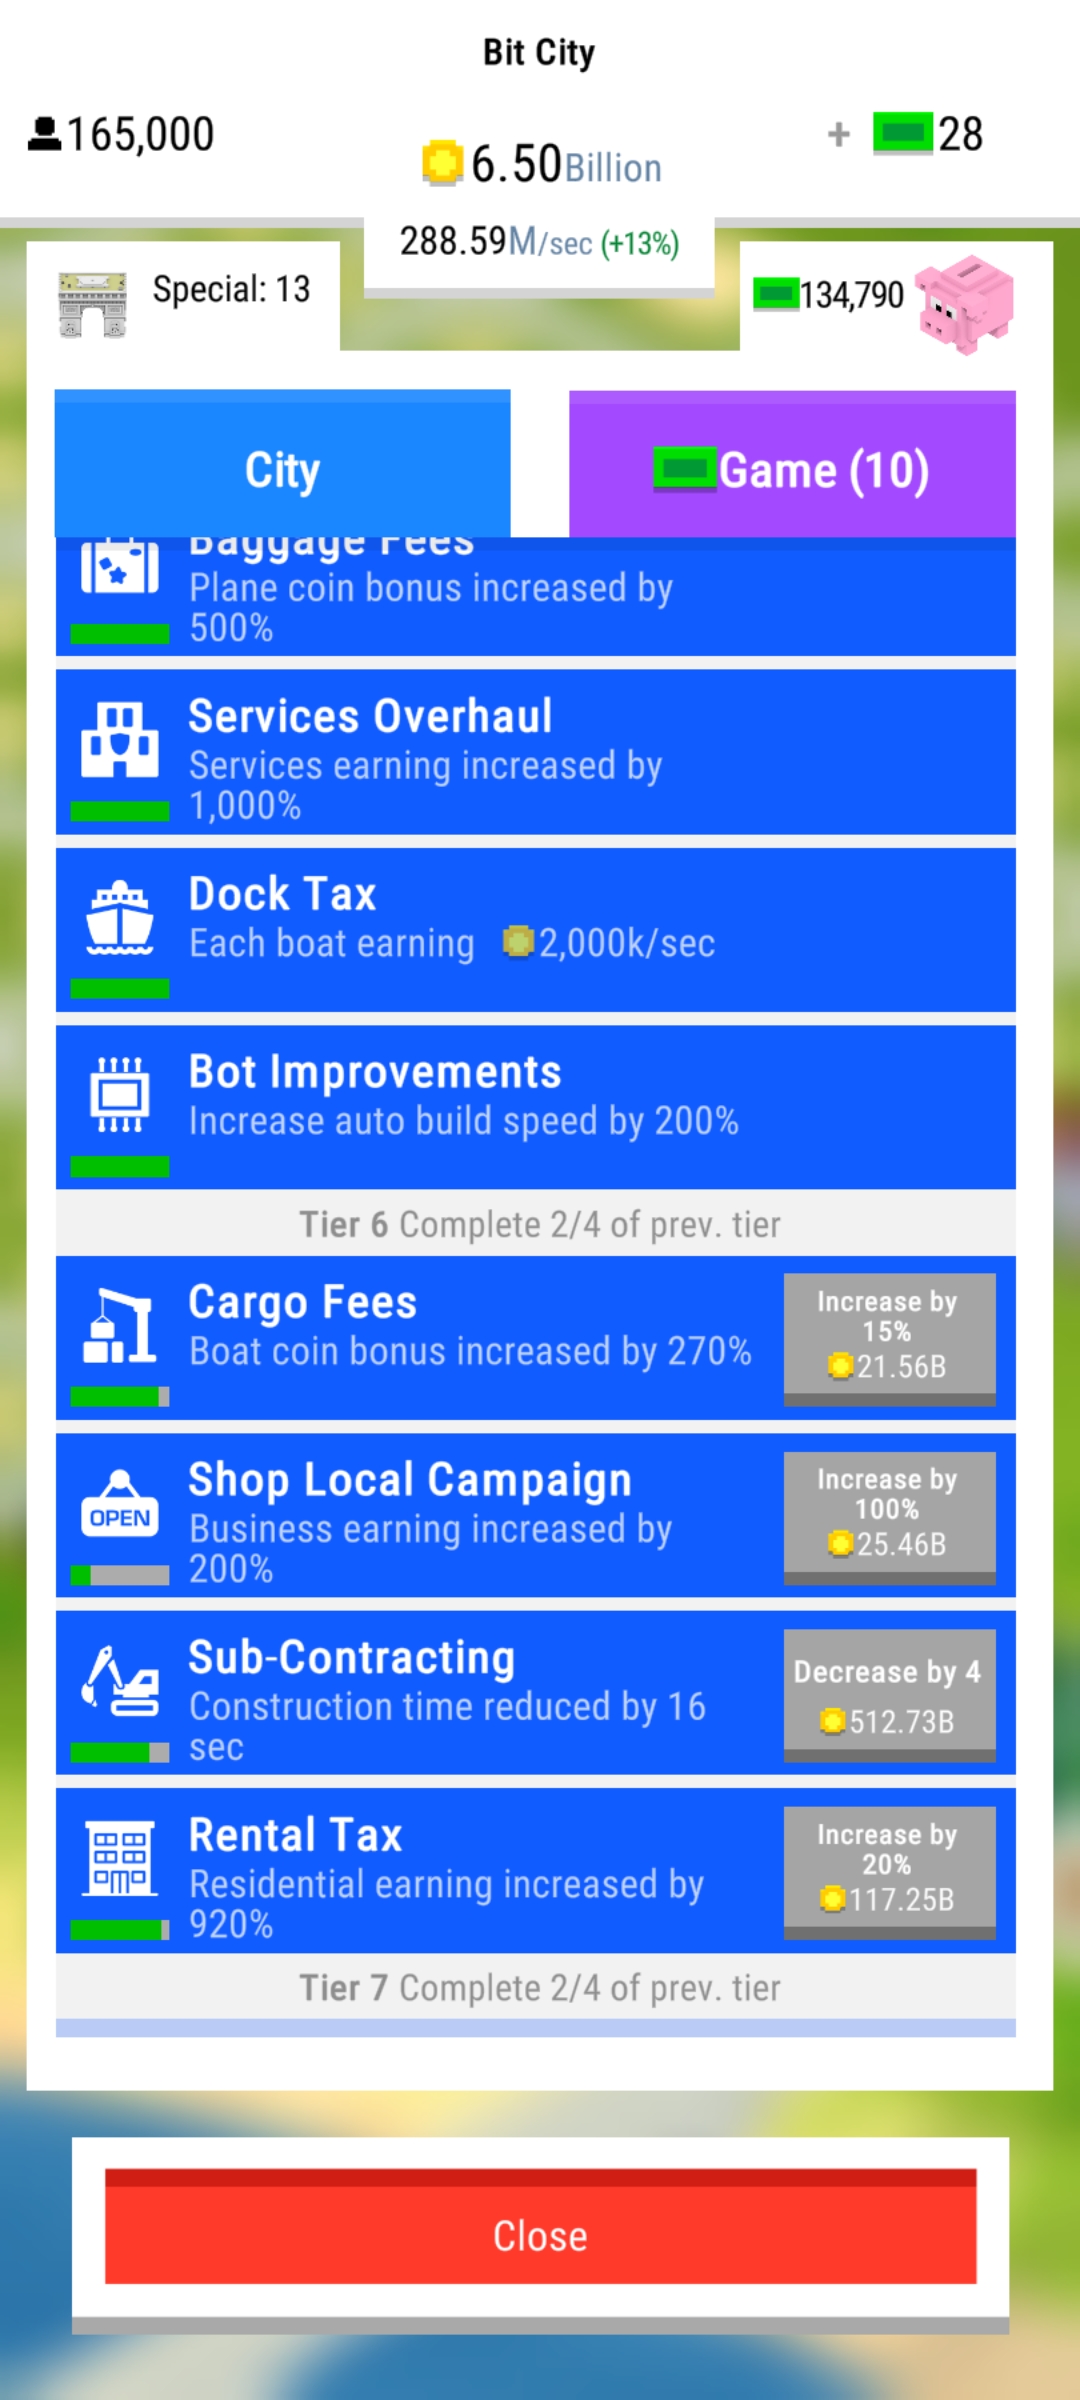 Bit City
165,000
6.50Billion
+ 28
288.59M/sec (+13%)
Special: 13
134,790
City
Game (10)
Baggage Fees
Plane coin bonus increased by
500%
Services Overhaul
Services earning increased by
1,000%
Dock Tax
Each boat earning 2,000k/sec
Bot Improvements
Increase auto build speed by 200%
Tier 6 Complete 2/4 of prev. tier
Cargo Fees
Boat coin bonus increased by 270%
Increase by
15%
21.56B
OPEN
Shop Local Campaign
Business earning increased by
200%
Increase by
100%
25.46B
Sub-Contracting
Construction time reduced by 16
sec
Decrease by 4
512.73B
Rental Tax
Residential earning increased by
920%
Increase by
20%
117.25B
Tier 7 Complete 2/4 of prev. tier
Close